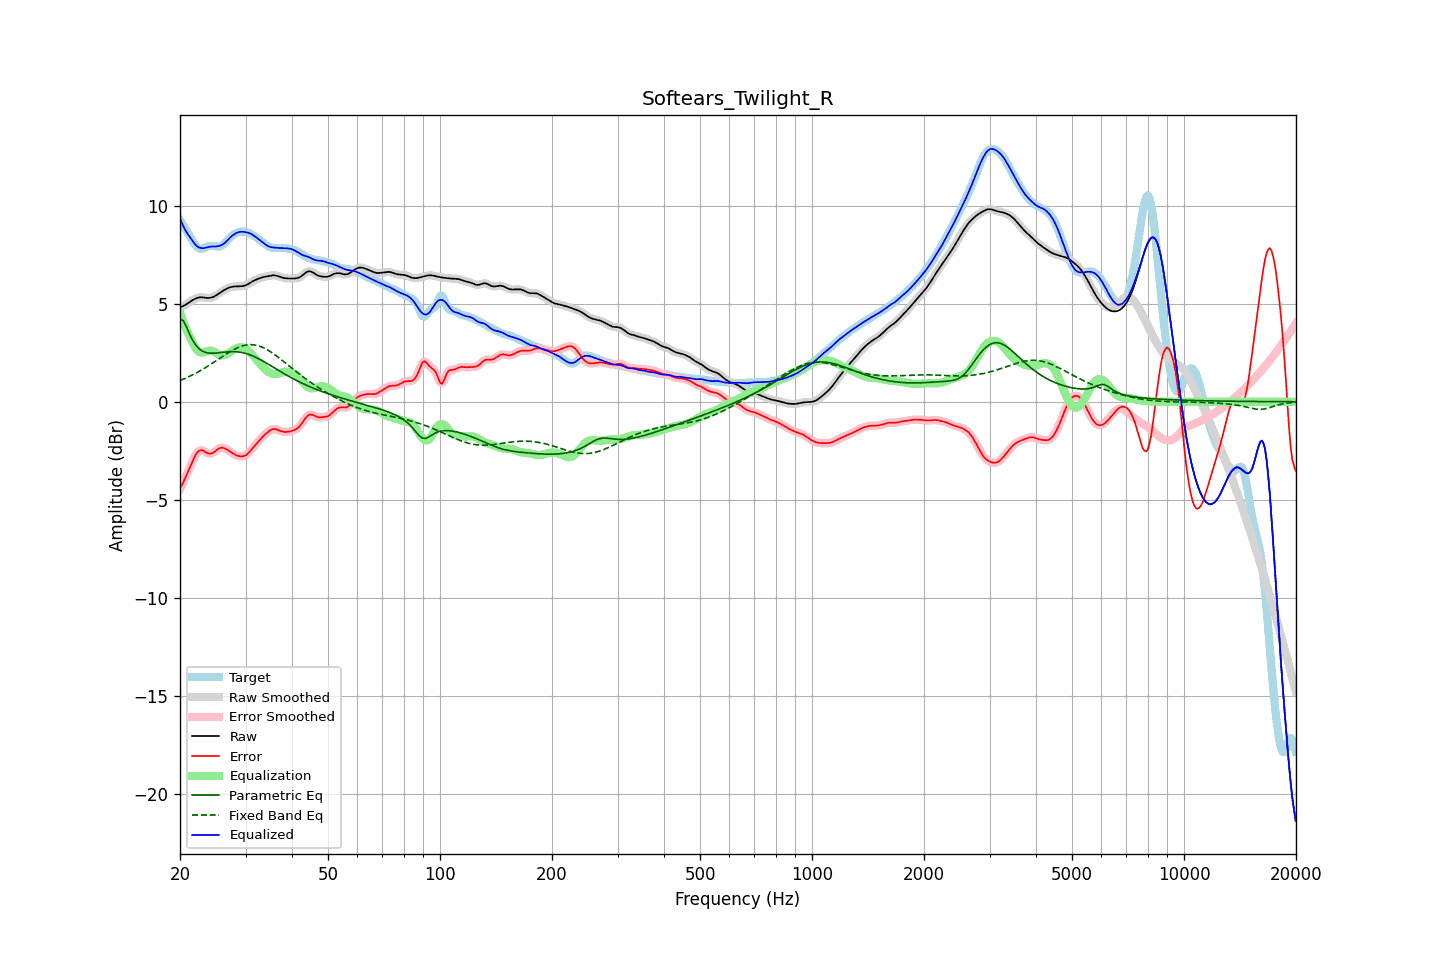 Softears_Twilight_R
Amplitude (dBr)
10
5
0
−5
−10
−15
−20
Target
Raw Smoothed
Error Smoothed
Raw
Error
Equalization
Parametric Eq
Fixed Band Eq
Equalized
20 50 100 200 500 1000 2000 5000 10000 20000
Frequency (Hz)